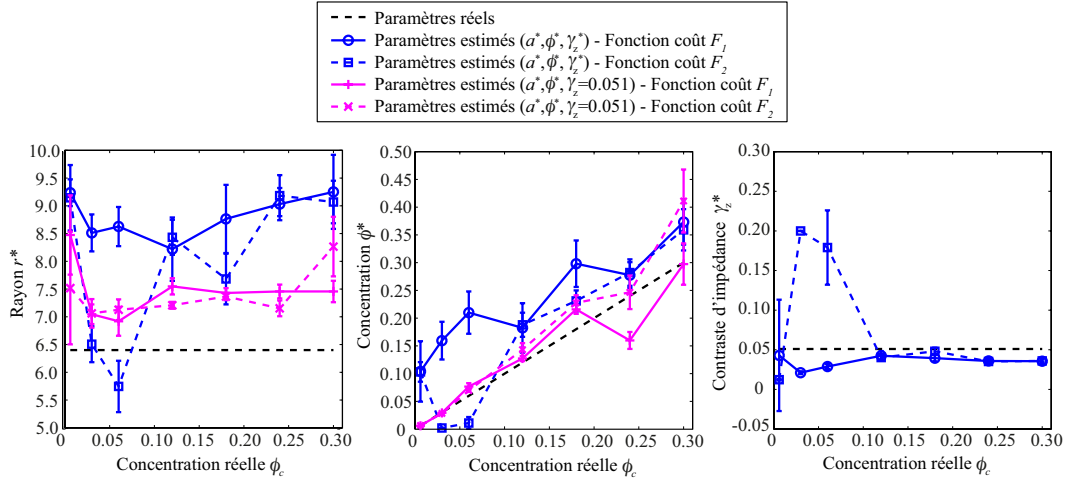 Paramètres réels
Paramètres estimés (a*,ϕ*, γz*) - Fonction coût F1
Paramètres estimés (a*,ϕ*, γz*) - Fonction coût F2
Paramètres estimés (a*,ϕ*, γz=0.051) - Fonction coût F1
Paramètres estimés (a*,ϕ*, γz=0.051) - Fonction coût F2
Rayon r*
10.0
9.5
9.0
8.5
8.0
7.5
7.0
6.5
6.0
5.5
5.0
0 0.05 0.10 0.15 0.20 0.25 0.30
Concentration réelle ϕc
Concentration ϕ*
0.50
0.45
0.40
0.35
0.30
0.25
0.20
0.15
0.10
0.05
0
0 0.05 0.10 0.15 0.20 0.25 0.30
Concentration réelle ϕc
Contraste d'impédance γz*
0.30
0.25
0.20
0.15
0.10
0.05
0
-0.05
0 0.05 0.10 0.15 0.20 0.25 0.30
Concentration réelle ϕc